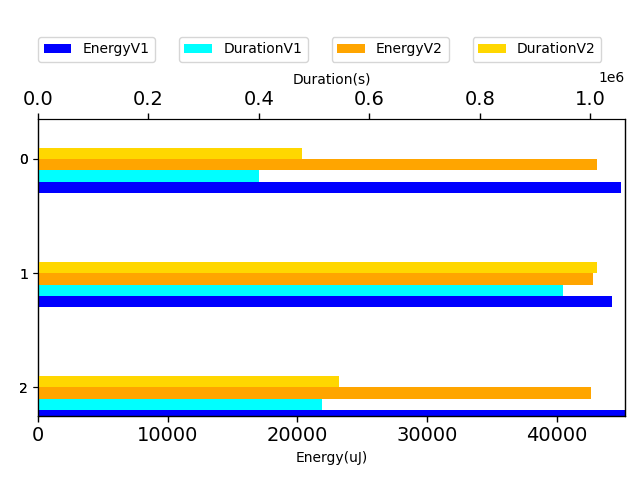 EnergyV1 DurationV1 EnergyV2 DurationV2
Duration(s)
1e6
0.0 0.2 0.4 0.6 0.8 1.0
0
1
2
0 10000 20000 30000 40000
Energy(uJ)